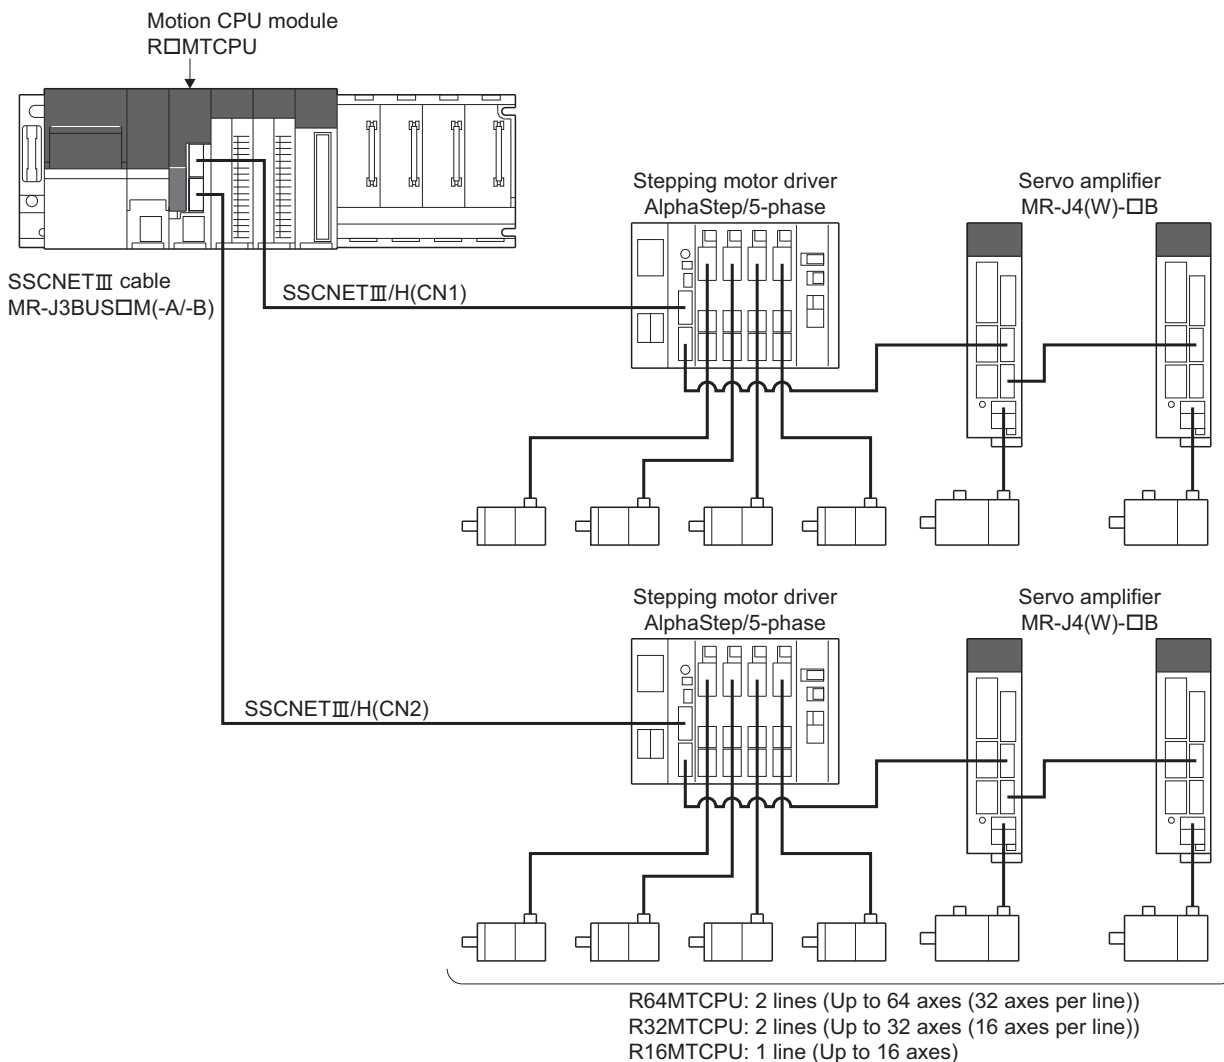 Motion CPU module
R□MTCPU
SSCNETⅢ cable
MR-J3BUS□M(-A/-B)
SSCNETⅢ/H(CN1)
Stepping motor driver
AlphaStep/5-phase
Servo amplifier
MR-J4(W)-□B
SSCNETⅢ/H(CN2)
Stepping motor driver
AlphaStep/5-phase
Servo amplifier
MR-J4(W)-□B
R64MTCPU: 2 lines (Up to 64 axes (32 axes per line))
R32MTCPU: 2 lines (Up to 32 axes (16 axes per line))
R16MTCPU: 1 line (Up to 16 axes)